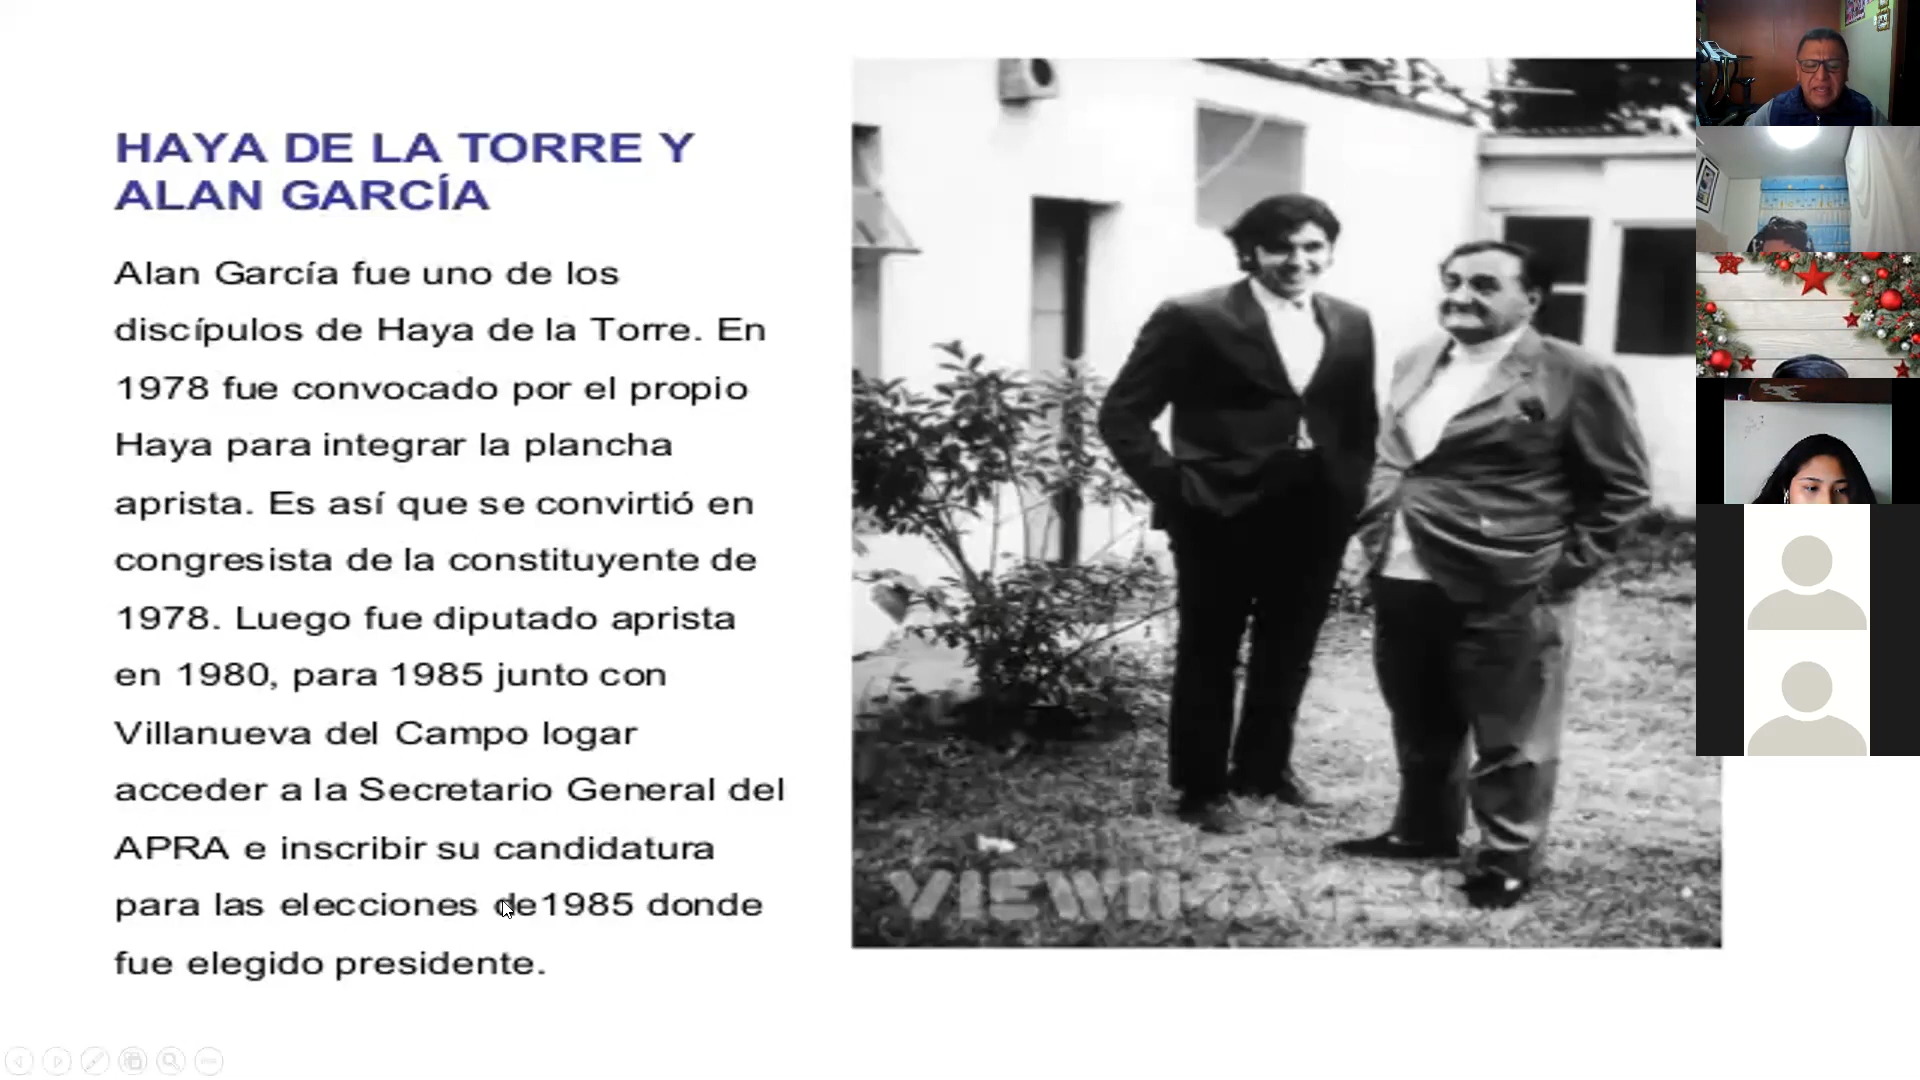 HAYA DE LA TORRE Y
ALAN GARCÍA
Alan García fue uno de los
discípulos de Haya de la Torre. En
1978 fue convocado por el propio
Haya para integrar la plancha
aprista. Es así que se convirtió en
congresista de la constituyente de
1978. Luego fue diputado aprista
en 1980, para 1985 junto con
Villanueva del Campo logar
acceder a la Secretario General del
APRA e inscribir su candidatura
para las elecciones de1985 donde
fue elegido presidente.
VIEWIMAGES